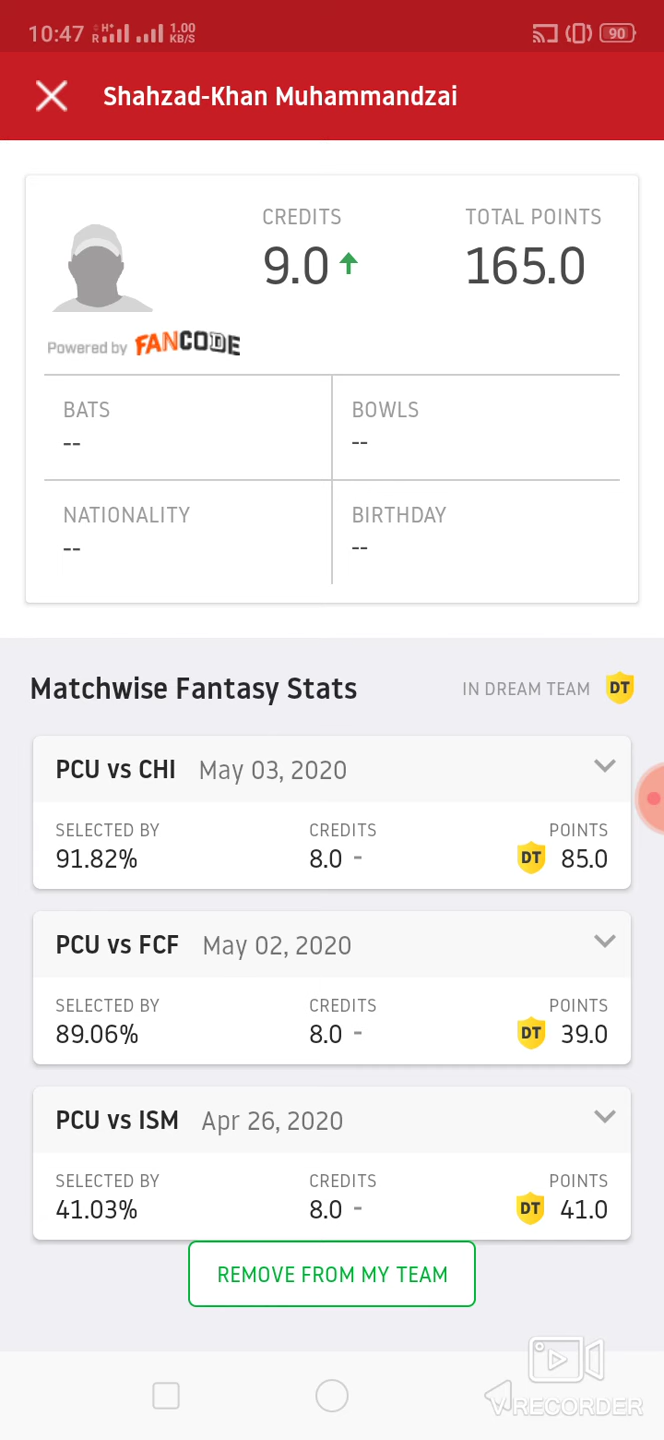 10:47 R H+ 1.00 KB/S 90
Shahzad-Khan Muhammandzai
CREDITS TOTAL POINTS
9.0 165.0
Powered by FANCODE
BATS BOWLS
-- --
NATIONALITY BIRTHDAY
-- --
Matchwise Fantasy Stats IN DREAM TEAM DT
PCU vs CHI May 03, 2020
SELECTED BY CREDITS POINTS
91.82% 8.0 - DT 85.0
PCU vs FCF May 02, 2020
SELECTED BY CREDITS POINTS
89.06% 8.0 - DT 39.0
PCU vs ISM Apr 26, 2020
SELECTED BY CREDITS POINTS
41.03% 8.0 - DT 41.0
REMOVE FROM MY TEAM
VRECORDER